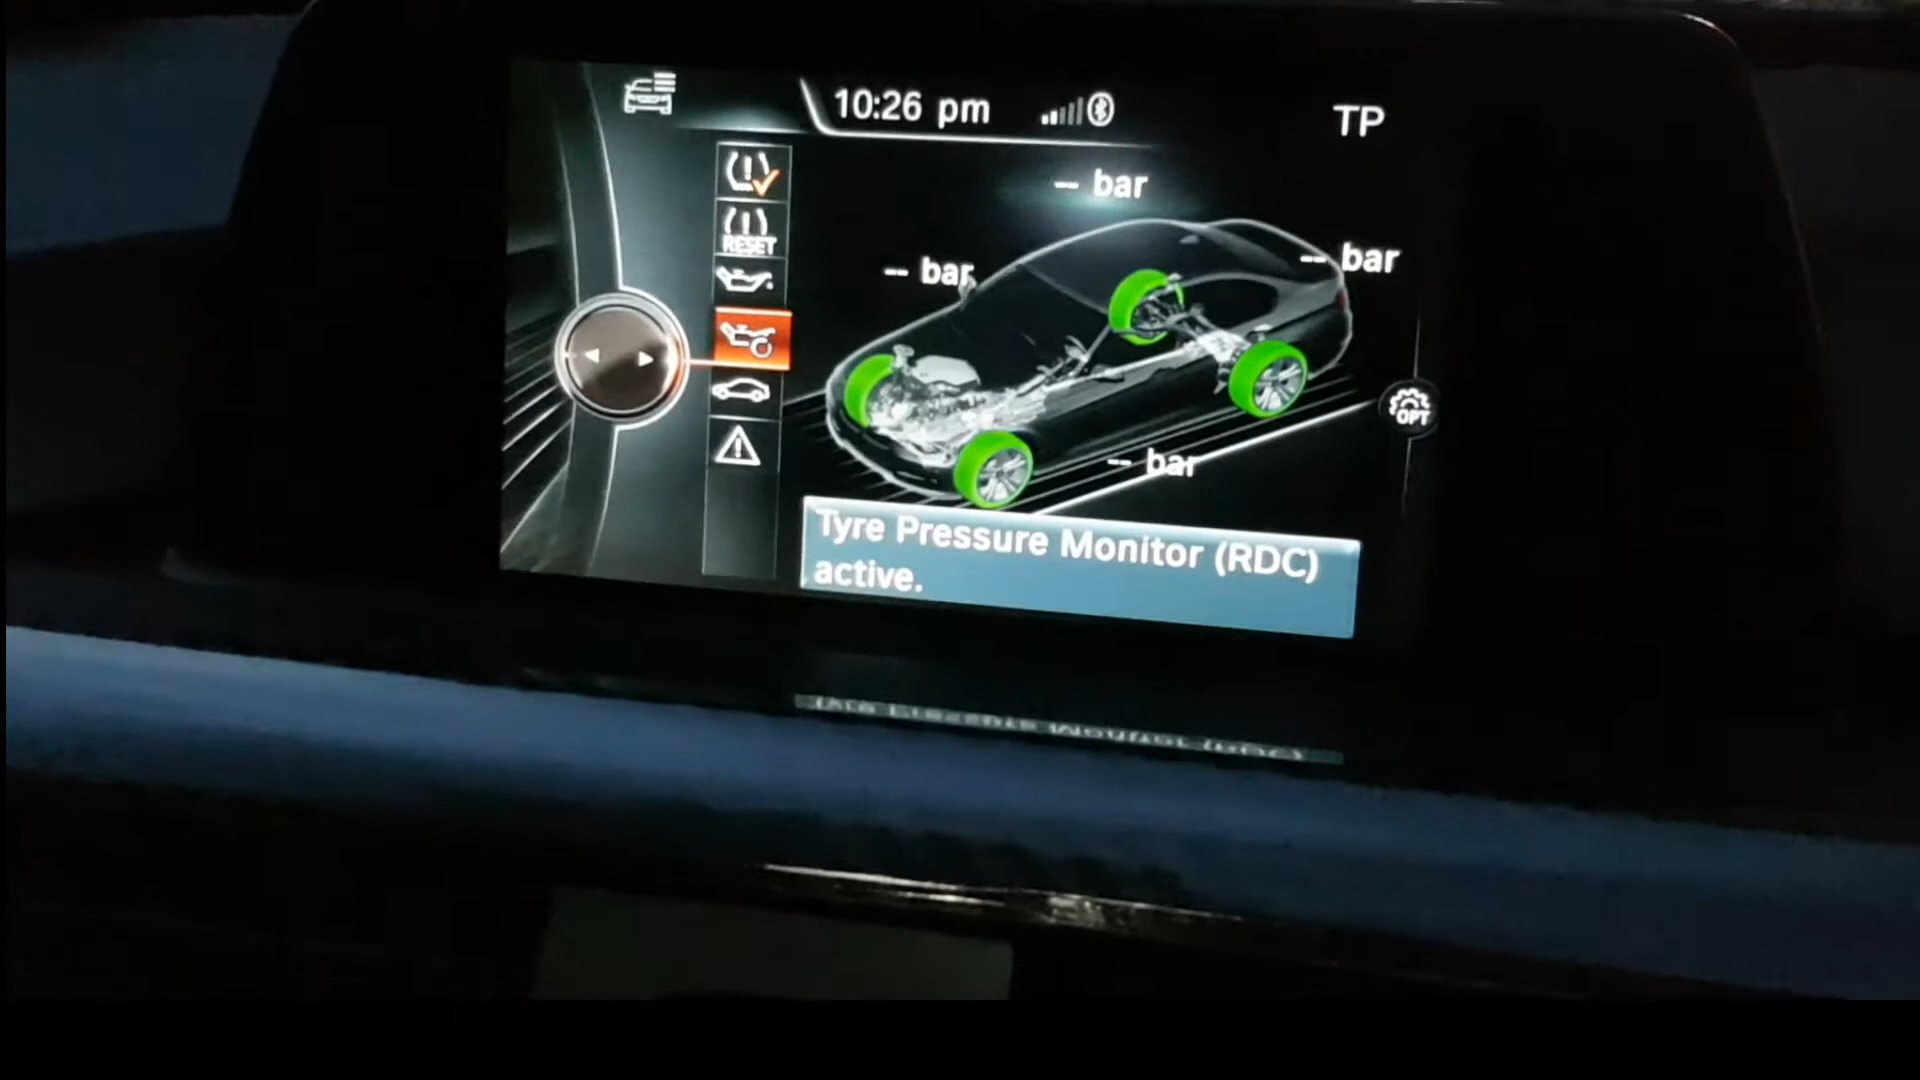 10:26 pm
TP
-- bar
-- bar
-- bar
RESET
OPT
-- bar
Tyre Pressure Monitor (RDC)
active.